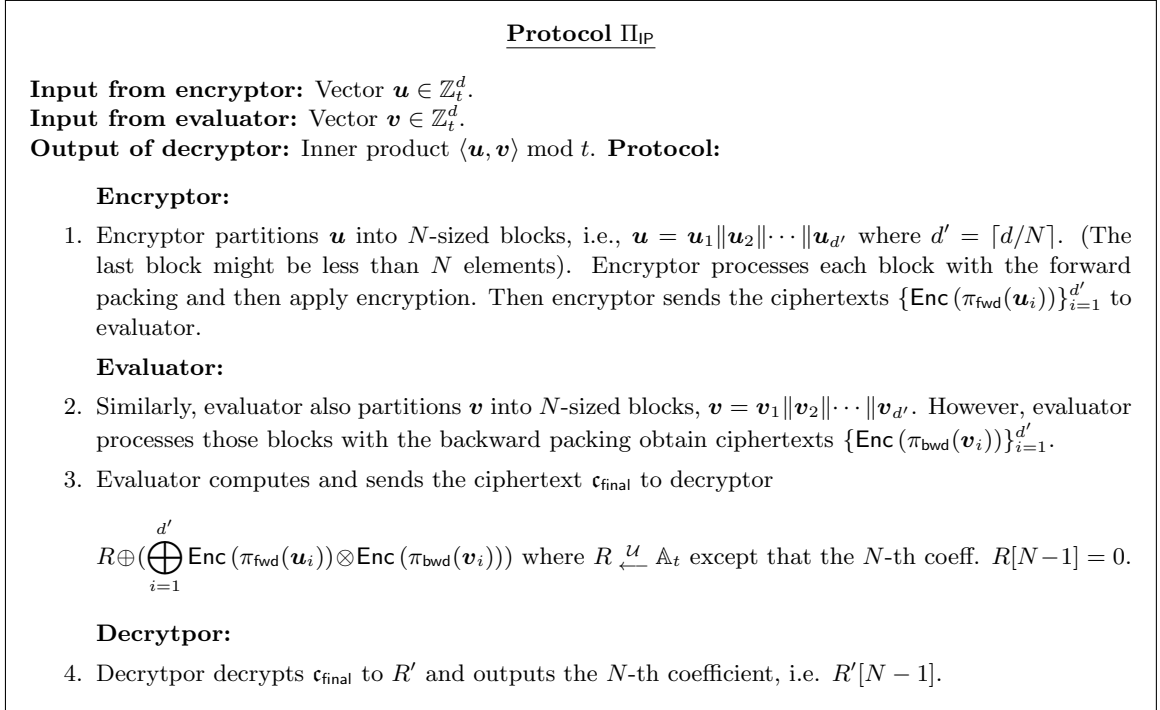 Protocol Π_IP
Input from encryptor: Vector u ∈ ℤ_t^d.
Input from evaluator: Vector v ∈ ℤ_t^d.
Output of decryptor: Inner product ⟨u, v⟩ mod t. Protocol:
Encryptor:
1. Encryptor partitions u into N-sized blocks, i.e., u = u_1∥u_2∥···∥u_{d′} where d′ = ⌈d/N⌉. (The
last block might be less than N elements). Encryptor processes each block with the forward
packing and then apply encryption. Then encryptor sends the ciphertexts {Enc (π_fwd(u_i))}_{i=1}^{d′} to
evaluator.
Evaluator:
2. Similarly, evaluator also partitions v into N-sized blocks, v = v_1∥v_2∥···∥v_{d′}. However, evaluator
processes those blocks with the backward packing obtain ciphertexts {Enc (π_bwd(v_i))}_{i=1}^{d′}.
3. Evaluator computes and sends the ciphertext 𝔠_final to decryptor
R⊕(⨁_{i=1}^{d′} Enc (π_fwd(u_i))⊗Enc (π_bwd(v_i))) where R ⟵^𝒰 𝔸_t except that the N-th coeff. R[N−1] = 0.
Decrytpor:
4. Decrytpor decrypts 𝔠_final to R′ and outputs the N-th coefficient, i.e. R′[N − 1].